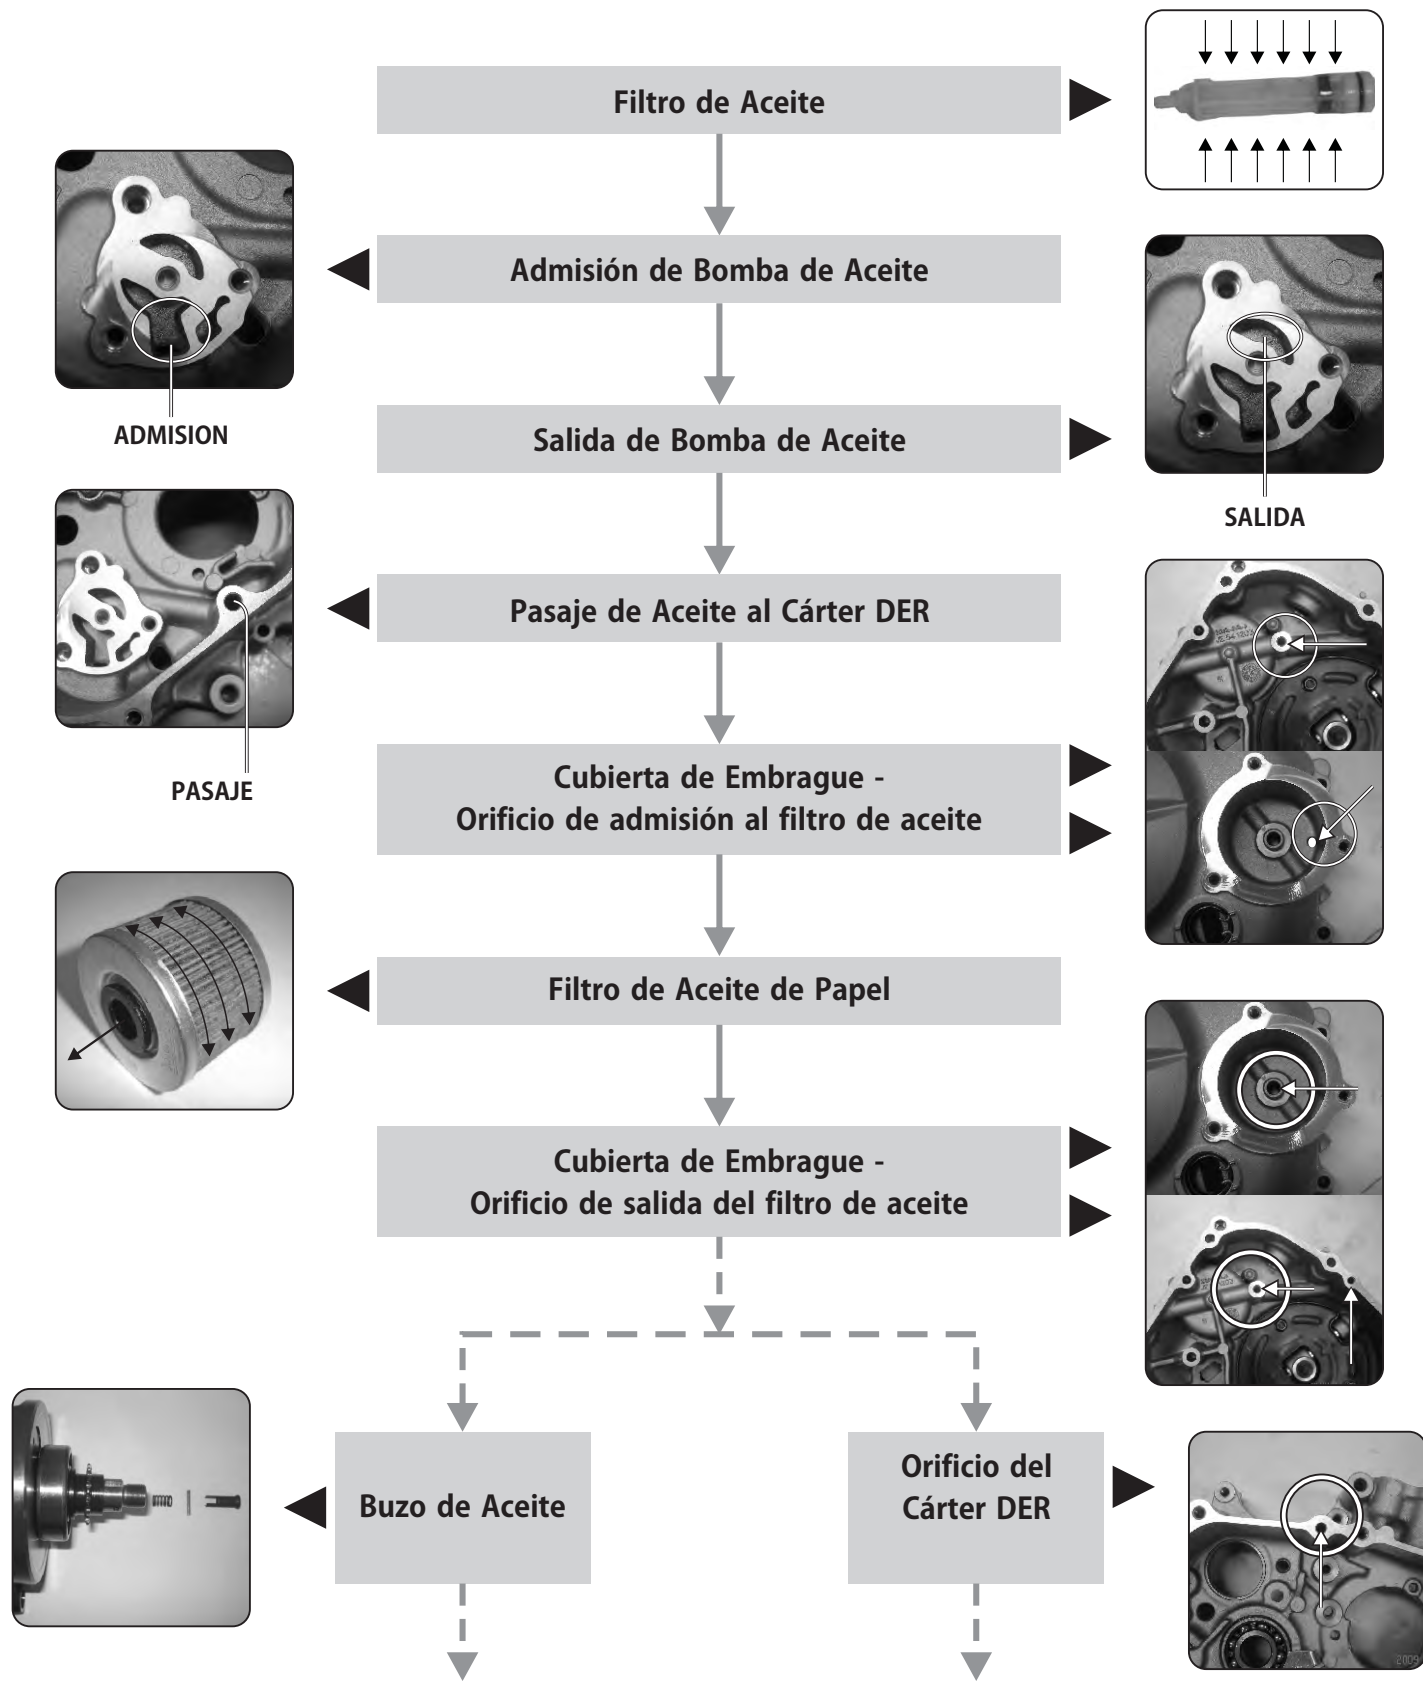 Filtro de Aceite
Admisión de Bomba de Aceite
ADMISION
Salida de Bomba de Aceite
SALIDA
Pasaje de Aceite al Cárter DER
PASAJE
Cubierta de Embrague -
Orificio de admisión al filtro de aceite
Filtro de Aceite de Papel
Cubierta de Embrague -
Orificio de salida del filtro de aceite
Buzo de Aceite
Orificio del
Cárter DER
2009